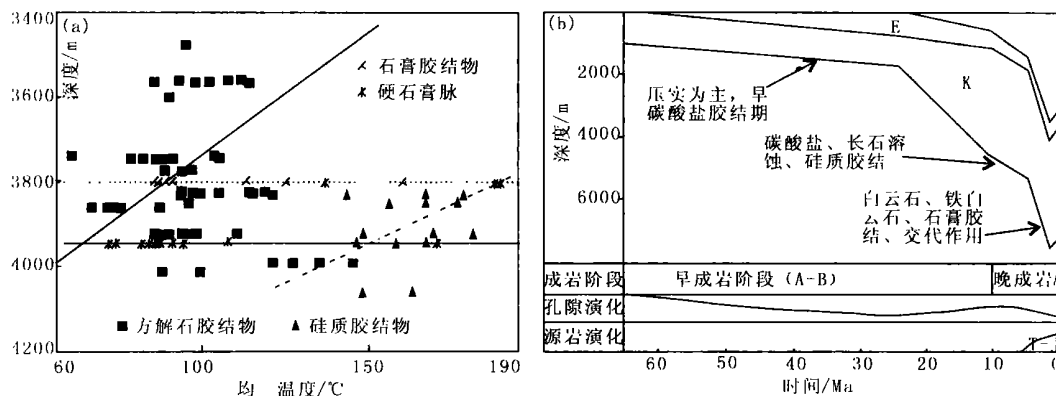 (a)
3400
3600
3800
4000
4200
深度/m
石膏胶结物
硬石膏脉
方解石胶结物
硅质胶结物
60
100
150
190
均 温度/℃
(b)
2000
4000
6000
深度/m
E
K
压实为主，早
碳酸盐胶结期
碳酸盐、长石溶
蚀、硅质胶结
白云石、铁白
云石、石膏胶
结、交代作用
成岩阶段
早成岩阶段（A~B）
晚成岩
孔隙演化
源岩演化
60
40
20
10
0
时间/Ma